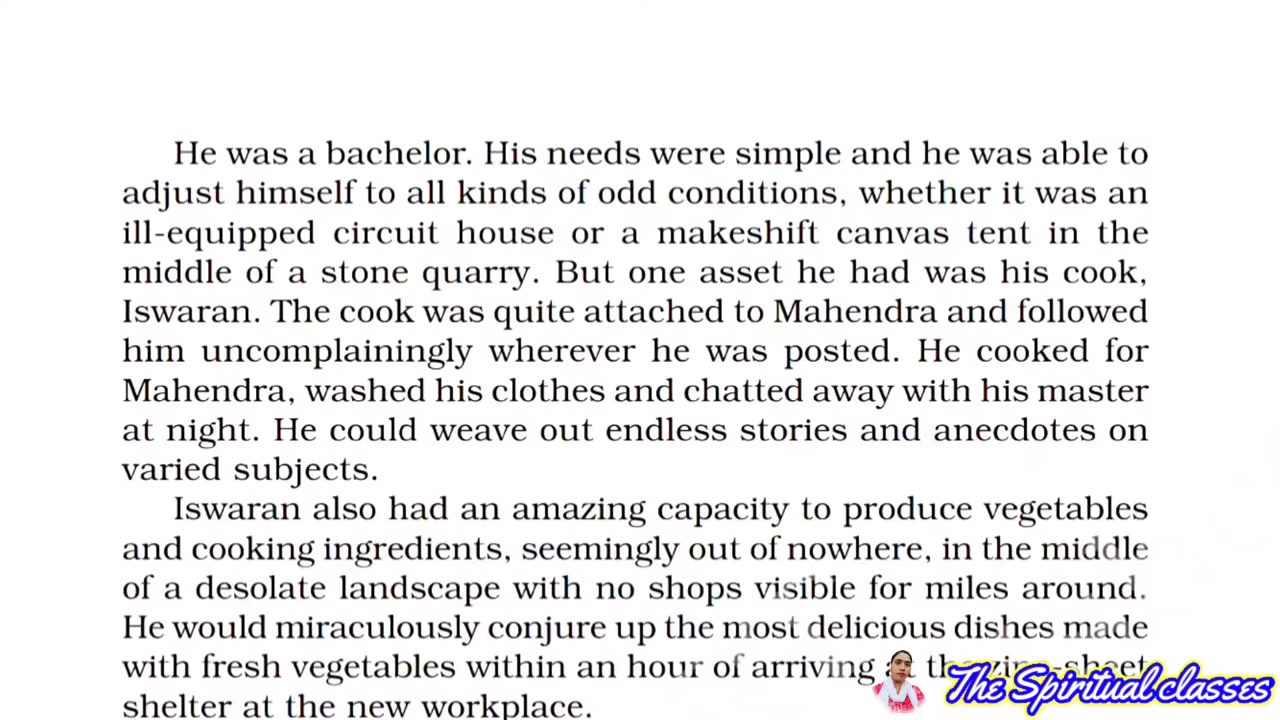 He was a bachelor. His needs were simple and he was able to
adjust himself to all kinds of odd conditions, whether it was an
ill-equipped circuit house or a makeshift canvas tent in the
middle of a stone quarry. But one asset he had was his cook,
Iswaran. The cook was quite attached to Mahendra and followed
him uncomplainingly wherever he was posted. He cooked for
Mahendra, washed his clothes and chatted away with his master
at night. He could weave out endless stories and anecdotes on
varied subjects.
Iswaran also had an amazing capacity to produce vegetables
and cooking ingredients, seemingly out of nowhere, in the middle
of a desolate landscape with no shops visible for miles around.
He would miraculously conjure up the most delicious dishes made
with fresh vegetables within an hour of arriving
shelter at the new workplace.
The Spiritual classes